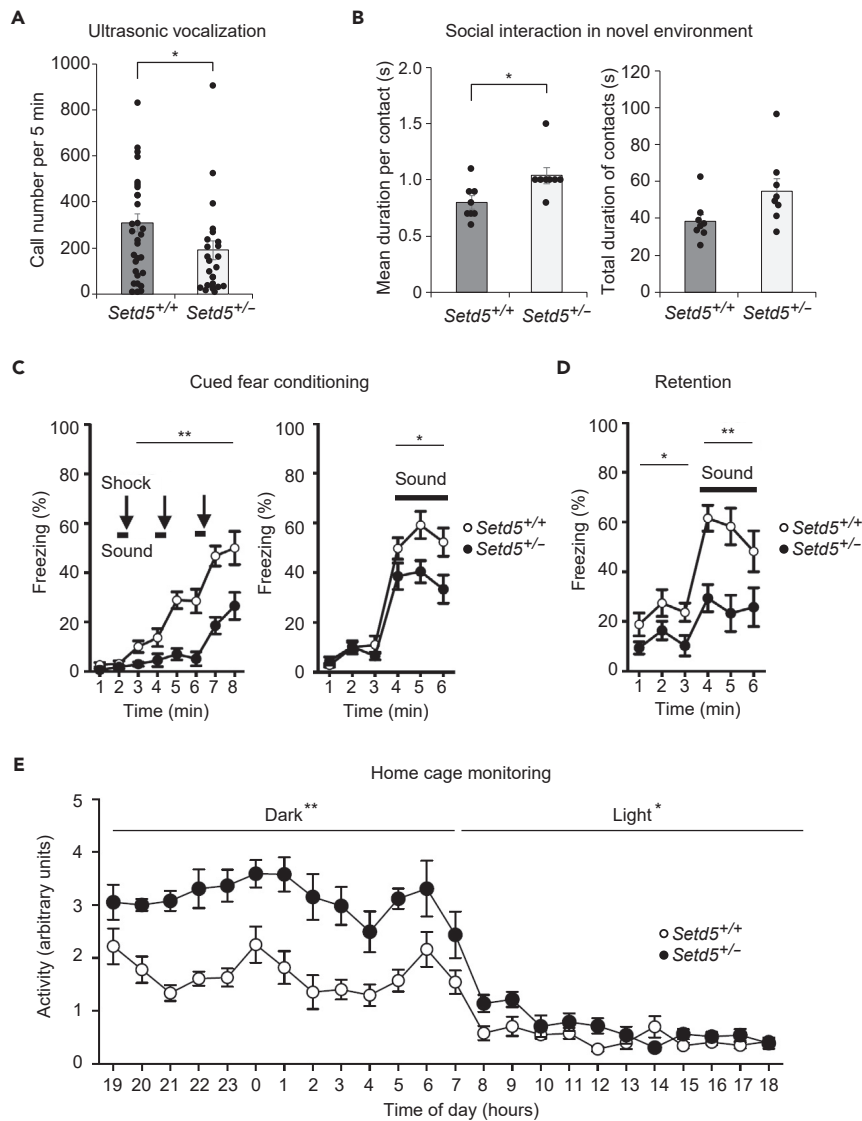 A
Ultrasonic vocalization
*
1000
800
600
400
200
0
Call number per 5 min
Setd5+/+ Setd5+/−
B
Social interaction in novel environment
*
2.0
1.5
1.0
0.5
0
Mean duration per contact (s)
Setd5+/+ Setd5+/−
120
100
80
60
40
20
0
Total duration of contacts (s)
Setd5+/+ Setd5+/−
C
Cued fear conditioning
100
80
60
40
20
0
Freezing (%)
**
Shock
Sound
1 2 3 4 5 6 7 8
Time (min)
100
80
60
40
20
0
Freezing (%)
*
Sound
Setd5+/+
Setd5+/−
1 2 3 4 5 6
Time (min)
D
Retention
100
80
60
40
20
0
Freezing (%)
*
**
Sound
Setd5+/+
Setd5+/−
1 2 3 4 5 6
Time (min)
E
Home cage monitoring
Dark** Light*
5
4
3
2
1
0
Activity (arbitrary units)
Setd5+/+
Setd5+/−
19 20 21 22 23 0 1 2 3 4 5 6 7 8 9 10 11 12 13 14 15 16 17 18
Time of day (hours)